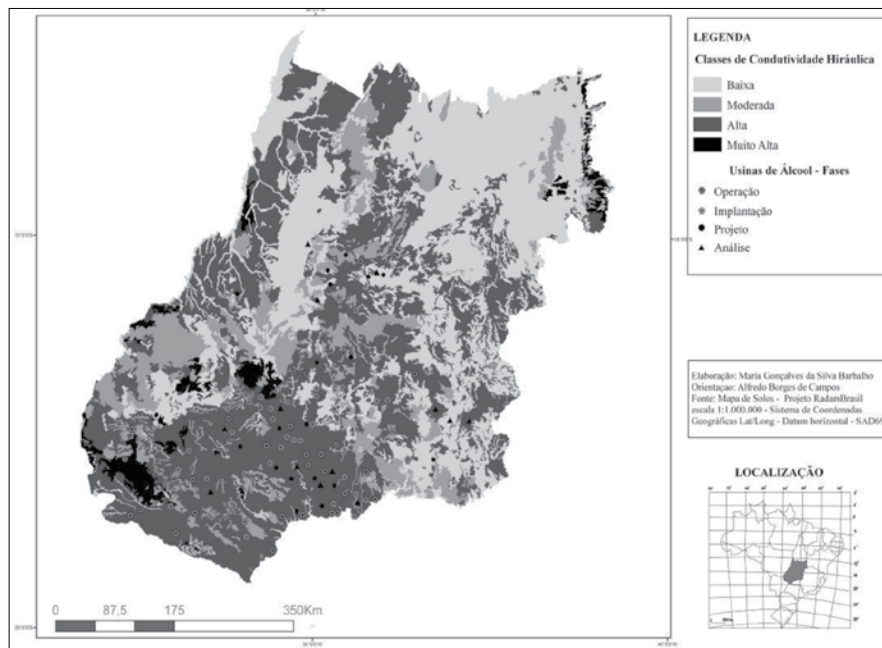 LEGENDA
Classes de Condutividade Hiráulica
Baixa
Moderada
Alta
Muito Alta
Usinas de Álcool - Fases
Operação
Implantação
Projeto
Análise
Elaboração: Maria Gonçalves da Silva Barbalho
Orientaçao: Alfredo Borges de Campos
Fonte: Mapa de Solos - Projeto RadamBrasil
escala 1:1.000.000 - Sistema de Coordenadas
Geográficas Lat/Long - Datum horizontal - SAD69
LOCALIZAÇÃO
0 87,5 175 350Km